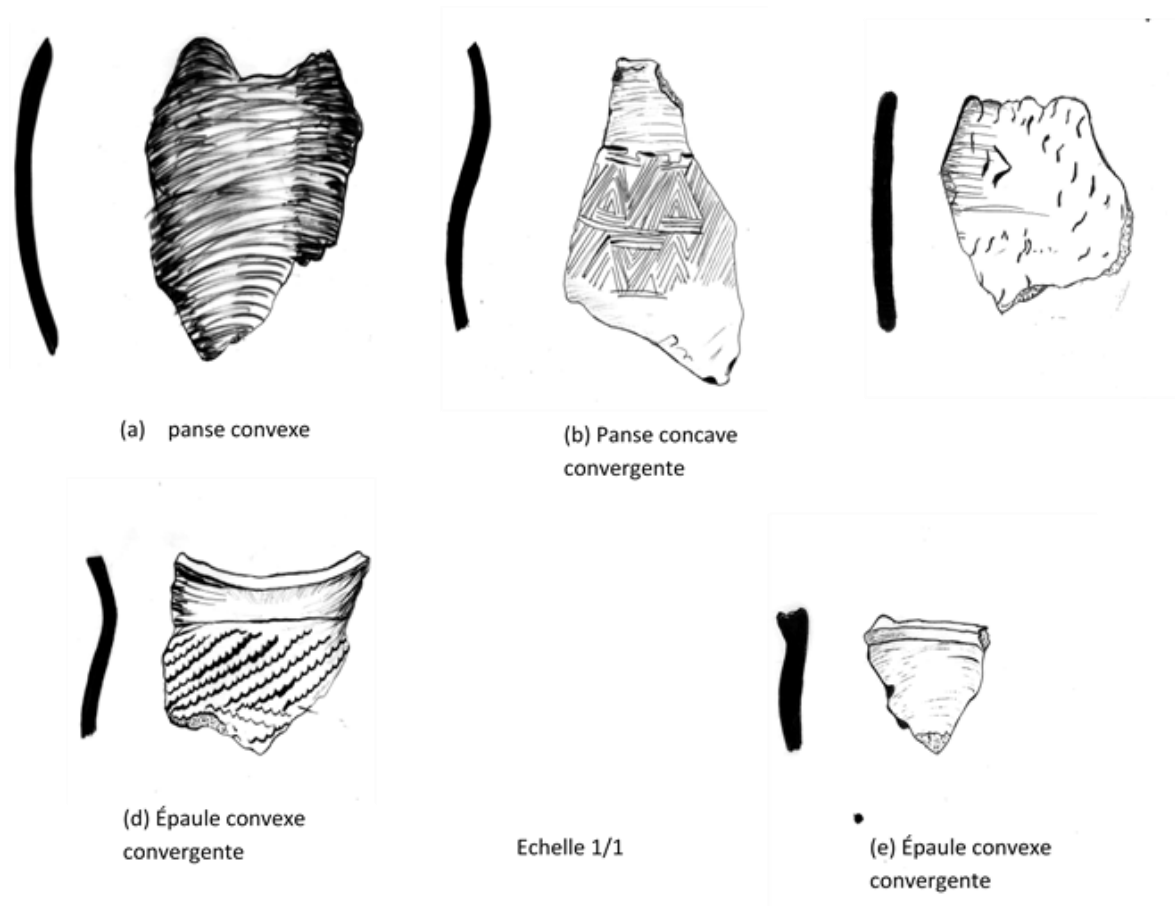 (a) panse convexe
(b) Panse concave
convergente
(d) Épaule convexe
convergente
Echelle 1/1
(e) Épaule convexe
convergente